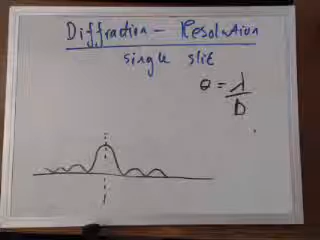 Diffraction - Resolution
single slit
θ = λ / D